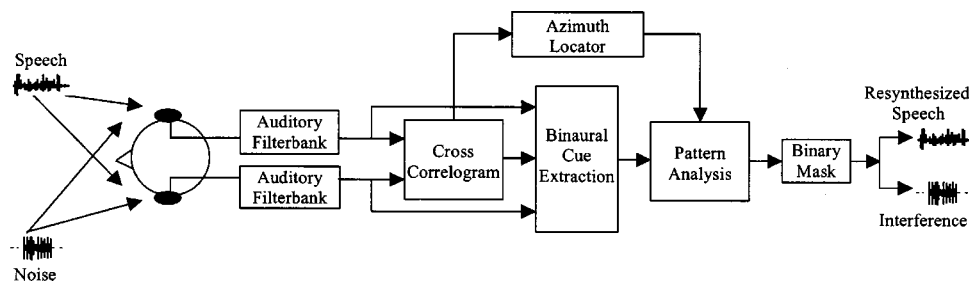 Speech
Noise
Auditory
Filterbank
Auditory
Filterbank
Cross
Correlogram
Azimuth
Locator
Binaural
Cue
Extraction
Pattern
Analysis
Binary
Mask
Resynthesized
Speech
Interference